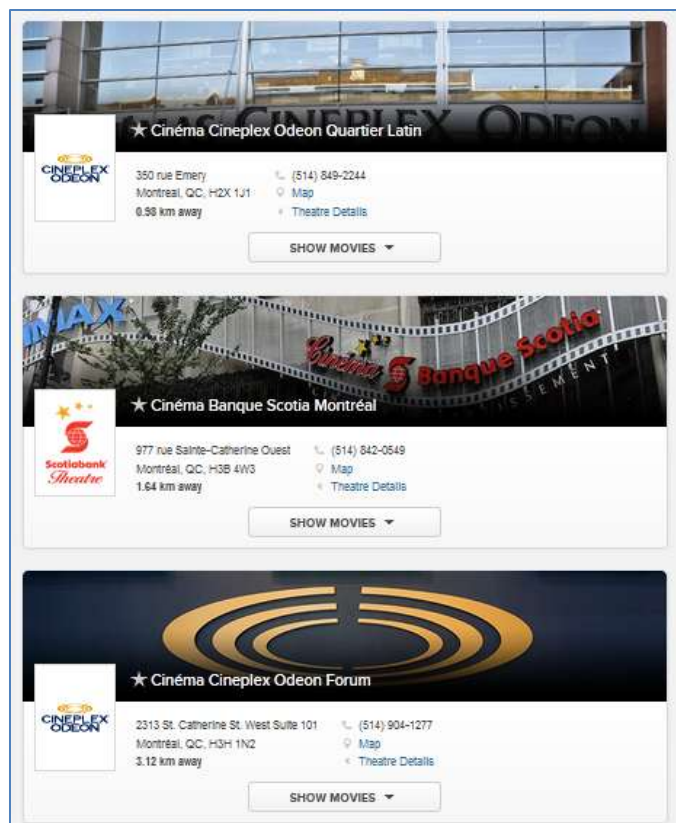 CINEMAS CINEPLEX ODEON
★ Cinéma Cineplex Odeon Quartier Latin
CINEPLEX
ODEON
350 rue Emery
(514) 849-2244
Montreal, QC, H2X 1J1
Map
0.98 km away
Theatre Details
SHOW MOVIES
IMAX
Cinéma Banque Scotia
★ Cinéma Banque Scotia Montréal
Scotiabank
Theatre
977 rue Sainte-Catherine Ouest
(514) 842-0549
Montréal, QC, H3B 4W3
Map
1.64 km away
Theatre Details
SHOW MOVIES
★ Cinéma Cineplex Odeon Forum
CINEPLEX
ODEON
2313 St. Catherine St. West Suite 101
(514) 904-1277
Montréal, QC, H3H 1N2
Map
3.12 km away
Theatre Details
SHOW MOVIES